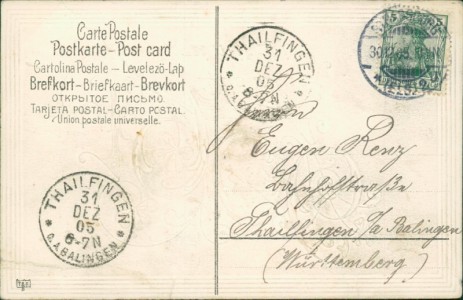 Carte Postale
Postkarte - Post card
Cartolina Postale — Levelező-Lap
Brefkort - Briefkaart - Brevkort
ОТКРЫТОЕ ПИСЬМО.
TARJETA POSTAL - CARTO POSTAL
Union postale universelle.
THAILFINGEN
31
DEZ
05
6-7N
* O.A. BALINGEN *
THAILFINGEN
31
DEZ
05
6-7N
* O.A. BALINGEN *
Eugen Renz
Bahnhofstraße
Thailfingen O/A Balingen
(Württemberg)